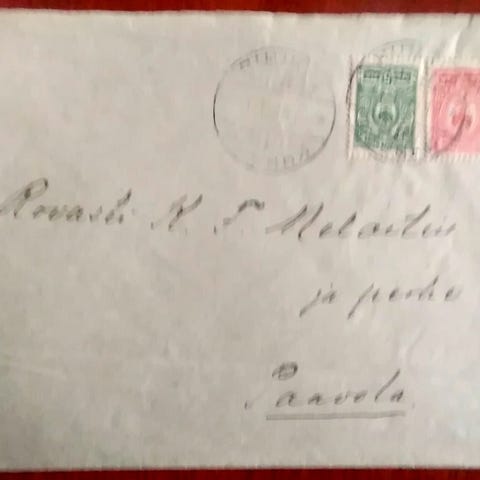 Rovasti K F Melartin
ja perhe
Paavola